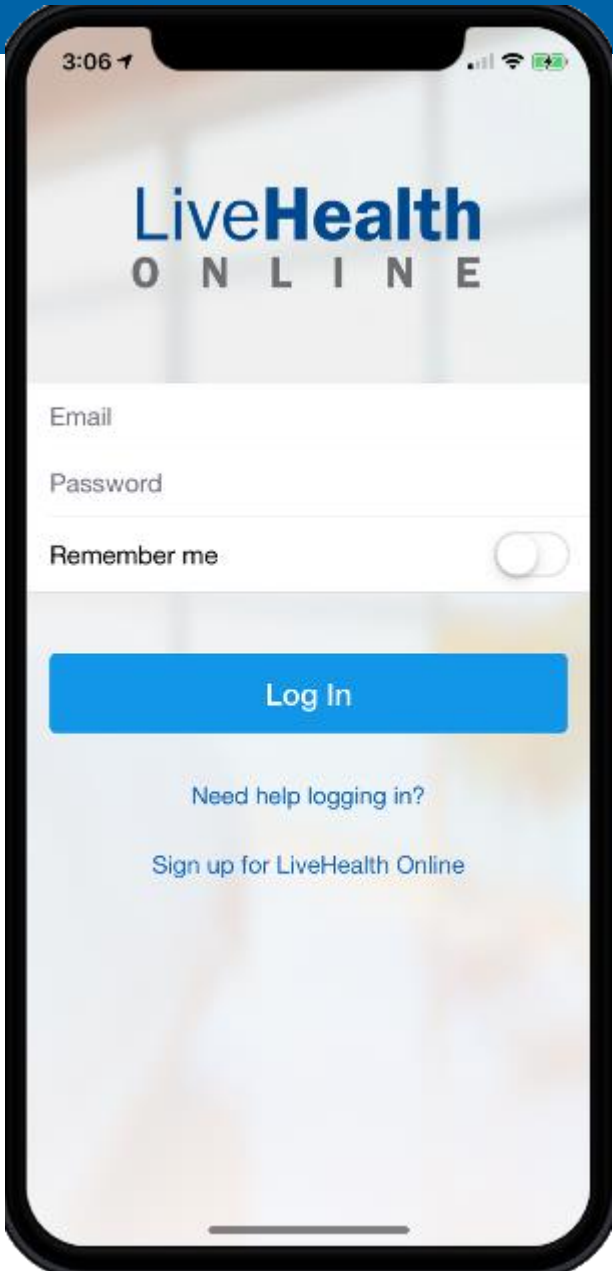 3:06
LiveHealth
ONLINE
Email
Password
Remember me
Log In
Need help logging in?
Sign up for LiveHealth Online